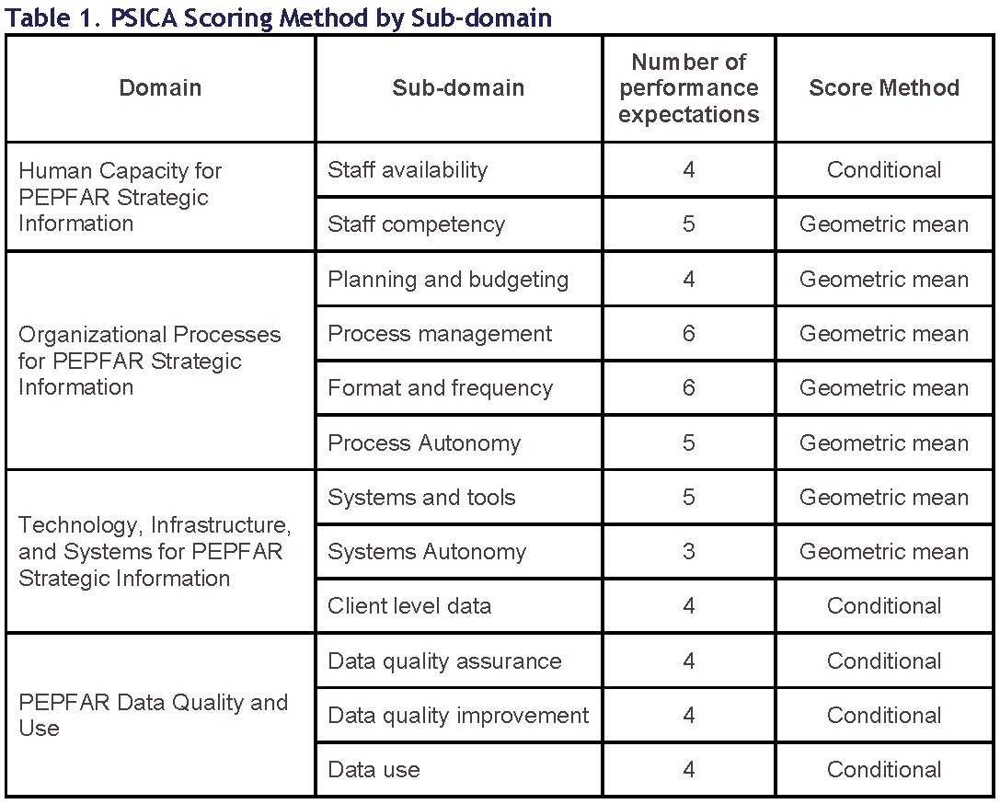 Table 1. PSICA Scoring Method by Sub-domain
Domain
Sub-domain
Number of
performance
expectations
Score Method
Human Capacity for
PEPFAR Strategic
Information
Staff availability
4
Conditional
Staff competency
5
Geometric mean
Organizational Processes
for PEPFAR Strategic
Information
Planning and budgeting
4
Geometric mean
Process management
6
Geometric mean
Format and frequency
6
Geometric mean
Process Autonomy
5
Geometric mean
Technology, Infrastructure,
and Systems for PEPFAR
Strategic Information
Systems and tools
5
Geometric mean
Systems Autonomy
3
Geometric mean
Client level data
4
Conditional
PEPFAR Data Quality and
Use
Data quality assurance
4
Conditional
Data quality improvement
4
Conditional
Data use
4
Conditional